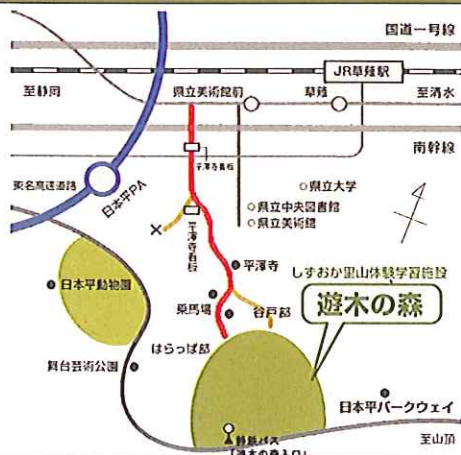 国道一号線
JR草薙駅
至静岡
県立美術館前
草薙
至清水
南幹線
平澤寺看板
東名高速道路
日本平PA
県立大学
県立中央図書館
県立美術館
平澤寺看板
平澤寺
しずおか里山体験学習施設
遊木の森
日本平動物園
乗馬場
谷戸部
はらっぱ部
舞台芸術公園
日本平パークウェイ
静鉄バス
「遊木の森入口」
至山頂